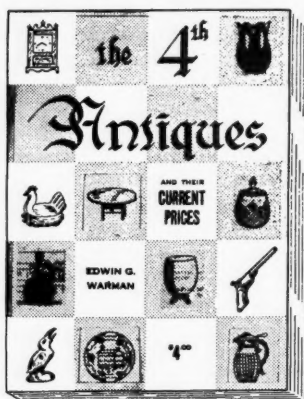 the 4th
Antiques
AND THEIR
CURRENT
PRICES
EDWIN G.
WARMAN
$4.00